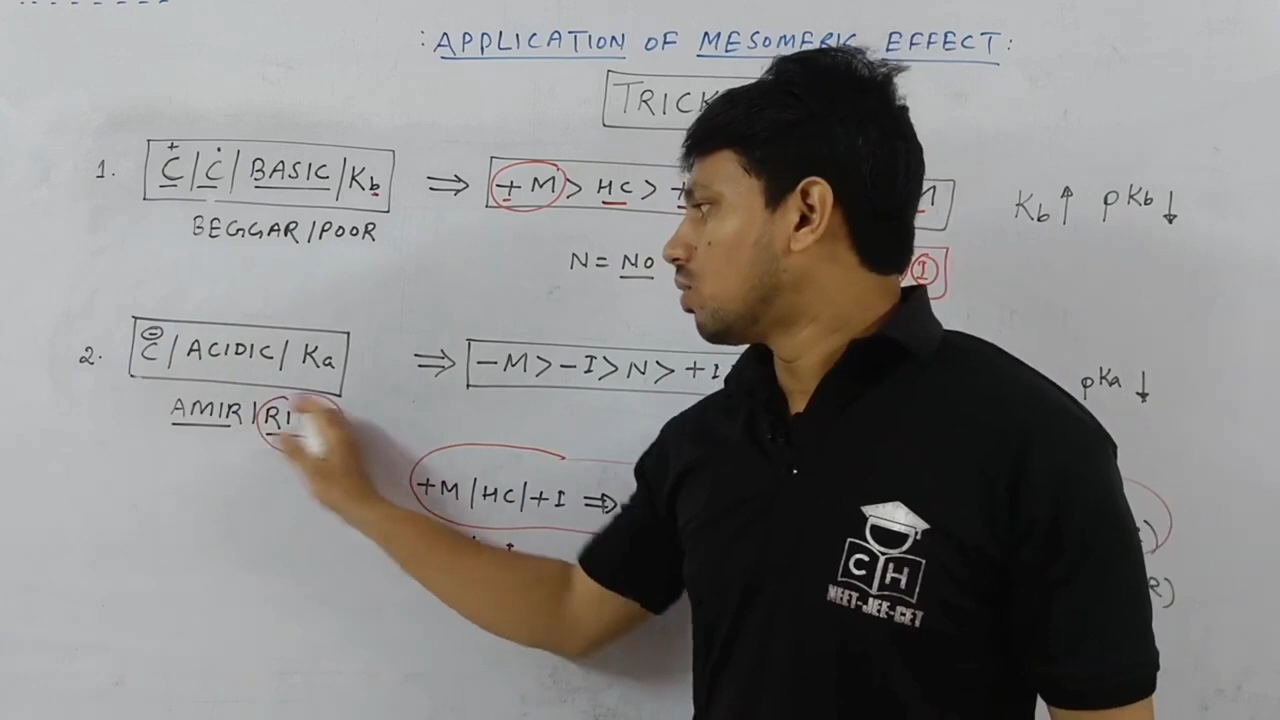 : APPLICATION OF MESOMERIC EFFECT :
TRICK
1. C⁺ / Ċ / BASIC / Kb ⇒ +M > HC > + M Kb ↑ pKb ↓
BEGGAR / POOR
N = NO I
2. C⊖ / ACIDIC / Ka ⇒ -M > -I > N > +I pKa ↓
AMIR / RI
+M / HC / +I ⇒
R)
C H
NEET-JEE-CET